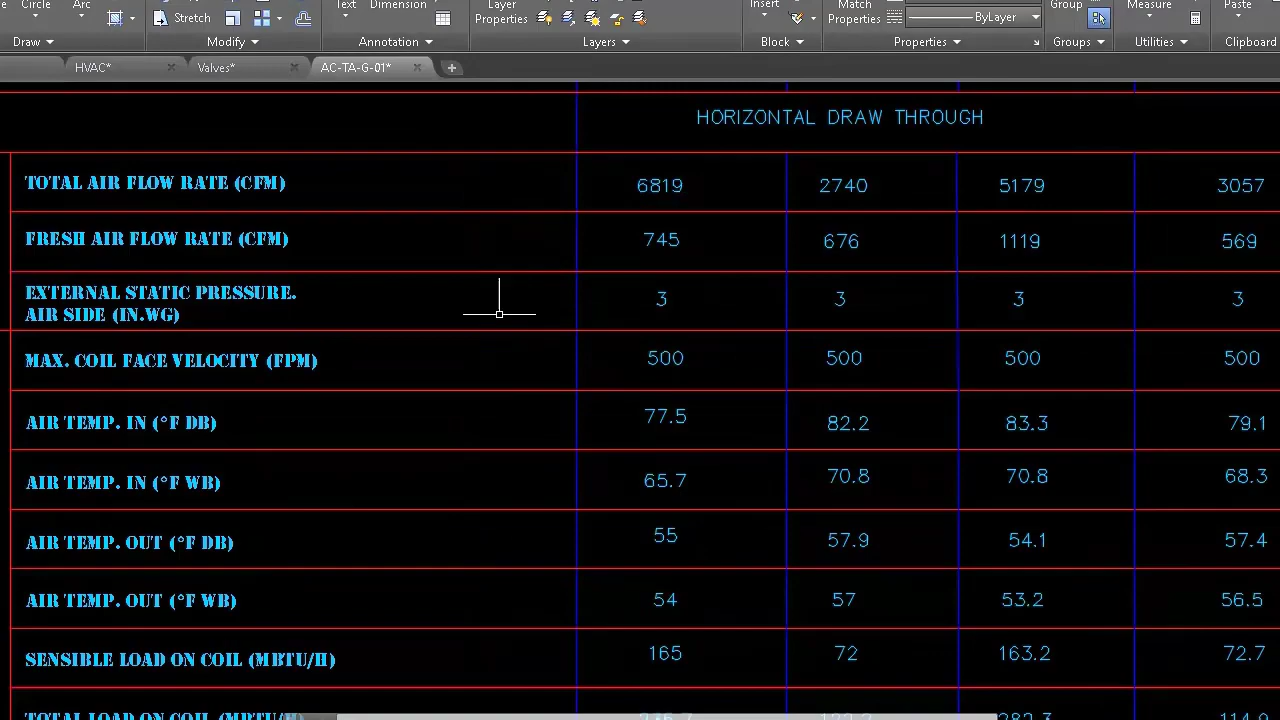 Circle Arc Text Dimension Layer Insert Match Group Measure Paste
Stretch Properties Properties ByLayer
Draw Modify Annotation Layers Block Properties Groups Utilities Clipboard
HVAC* Valves* AC-TA-G-01*
HORIZONTAL DRAW THROUGH
TOTAL AIR FLOW RATE (CFM) 6819 2740 5179 3057
FRESH AIR FLOW RATE (CFM) 745 676 1119 569
EXTERNAL STATIC PRESSURE.
AIR SIDE (IN.WG) 3 3 3 3
MAX. COIL FACE VELOCITY (FPM) 500 500 500 500
AIR TEMP. IN (°F DB) 77.5 82.2 83.3 79.1
AIR TEMP. IN (°F WB) 65.7 70.8 70.8 68.3
AIR TEMP. OUT (°F DB) 55 57.9 54.1 57.4
AIR TEMP. OUT (°F WB) 54 57 53.2 56.5
SENSIBLE LOAD ON COIL (MBTU/H) 165 72 163.2 72.7
TOTAL LOAD ON COIL (MBTU/H)